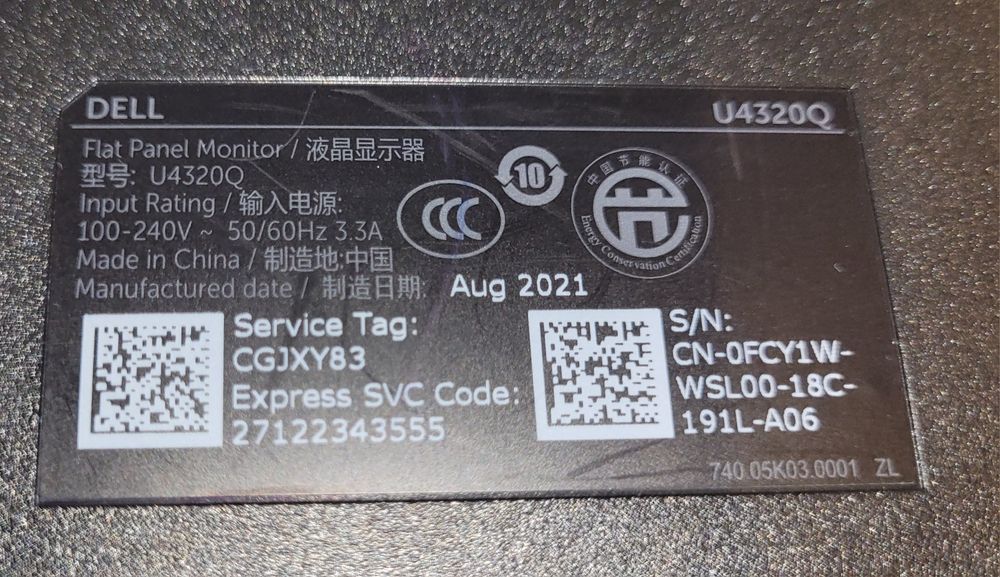 DELL
U4320Q
Flat Panel Monitor / 液晶显示器
型号: U4320Q
Input Rating / 输入电源:
100-240V ~ 50/60Hz 3.3A
Made in China / 制造地:中国
Manufactured date / 制造日期: Aug 2021
CCC
10
中国节能认证
Energy Conservation Certification
Service Tag:
CGJXY83
Express SVC Code:
27122343555
S/N:
CN-0FCY1W-
WSL00-18C-
191L-A06
740.05K03.0001 ZL